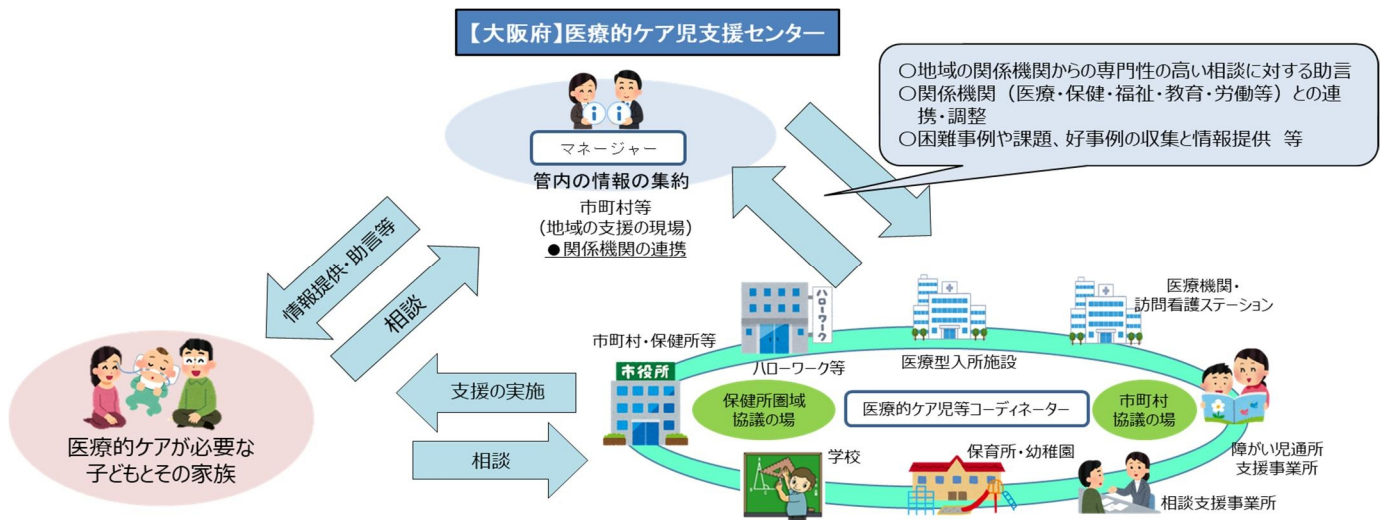 【大阪府】医療的ケア児支援センター
〇地域の関係機関からの専門性の高い相談に対する助言
〇関係機関（医療・保健・福祉・教育・労働等）との連
携・調整
〇困難事例や課題、好事例の収集と情報提供　等
マネージャー
管内の情報の集約
市町村等
(地域の支援の現場)
●関係機関の連携
情報提供・助言等
相談
医療的ケアが必要な
子どもとその家族
支援の実施
相談
市町村・保健所等
市役所
ハローワーク
ハローワーク等
医療型入所施設
医療機関・
訪問看護ステーション
保健所圏域
協議の場
医療的ケア児等コーディネーター
市町村
協議の場
障がい児通所
支援事業所
学校
保育所・幼稚園
相談支援事業所